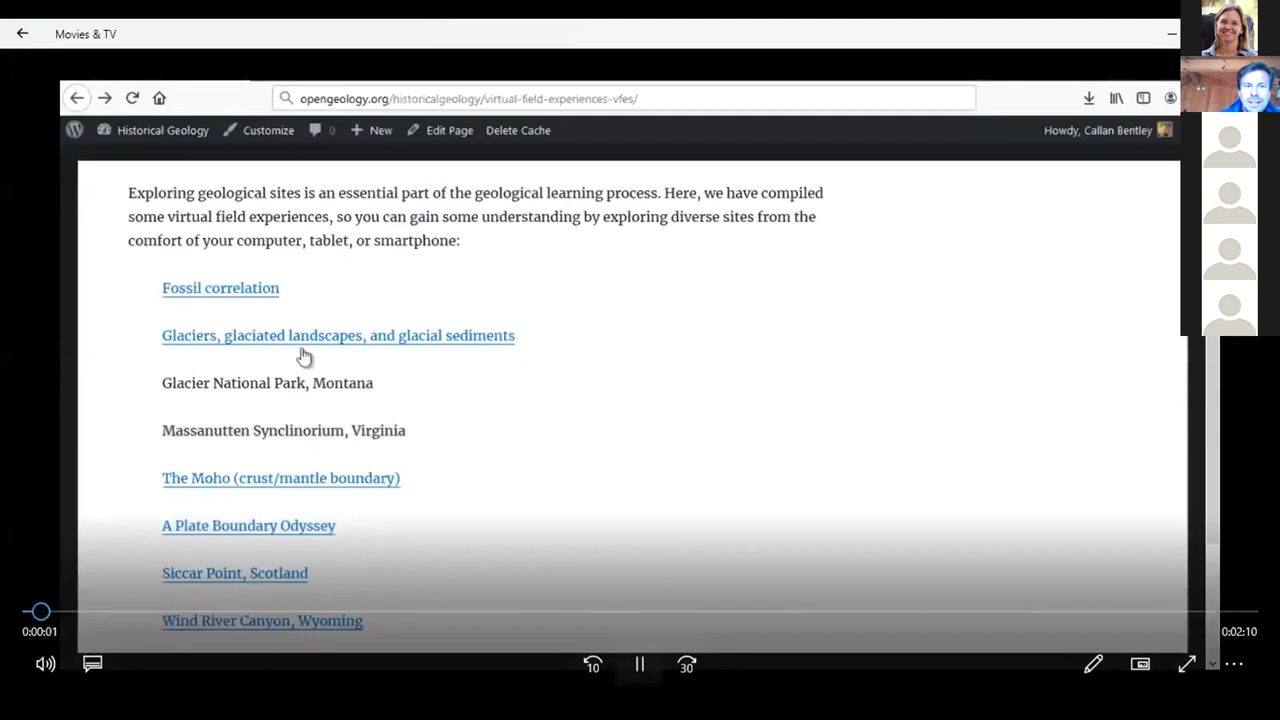 Movies & TV
opengeology.org/historicalgeology/virtual-field-experiences-vfes/
Historical Geology Customize 0 New Edit Page Delete Cache Howdy, Callan Bentley
Exploring geological sites is an essential part of the geological learning process. Here, we have compiled
some virtual field experiences, so you can gain some understanding by exploring diverse sites from the
comfort of your computer, tablet, or smartphone:
Fossil correlation
Glaciers, glaciated landscapes, and glacial sediments
Glacier National Park, Montana
Massanutten Synclinorium, Virginia
The Moho (crust/mantle boundary)
A Plate Boundary Odyssey
Siccar Point, Scotland
Wind River Canyon, Wyoming
0:00:01 0:02:10
10 30